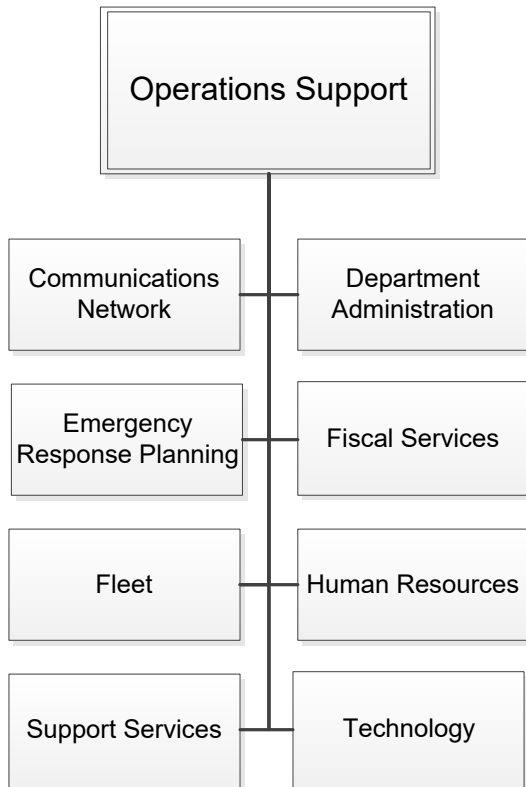 Operations Support
Communications
Network
Department
Administration
Emergency
Response Planning
Fiscal Services
Fleet
Human Resources
Support Services
Technology